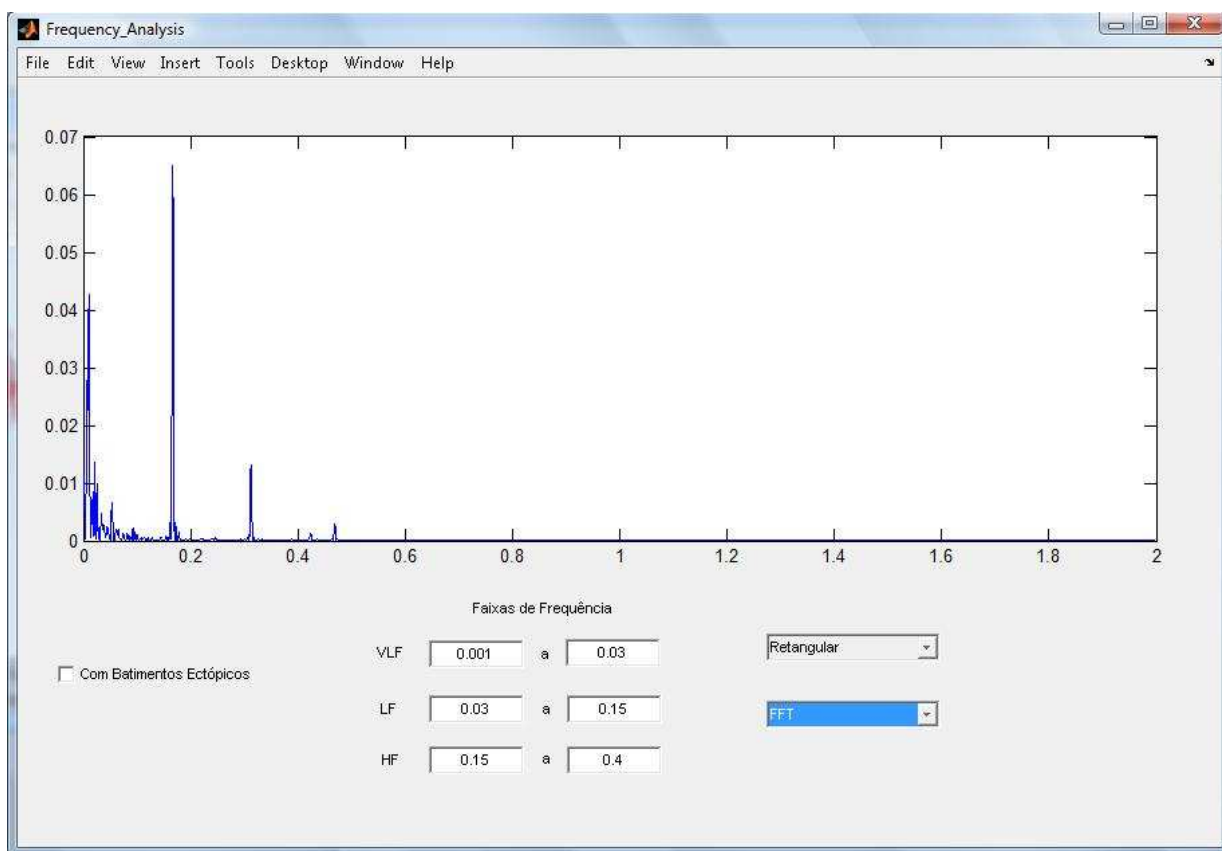 Frequency_Analysis
File Edit View Insert Tools Desktop Window Help
0.07
0.06
0.05
0.04
0.03
0.02
0.01
0
0 0.2 0.4 0.6 0.8 1 1.2 1.4 1.6 1.8 2
Faixas de Frequência
VLF 0.001 a 0.03
Retangular
Com Batimentos Ectópicos
LF 0.03 a 0.15
FFT
HF 0.15 a 0.4